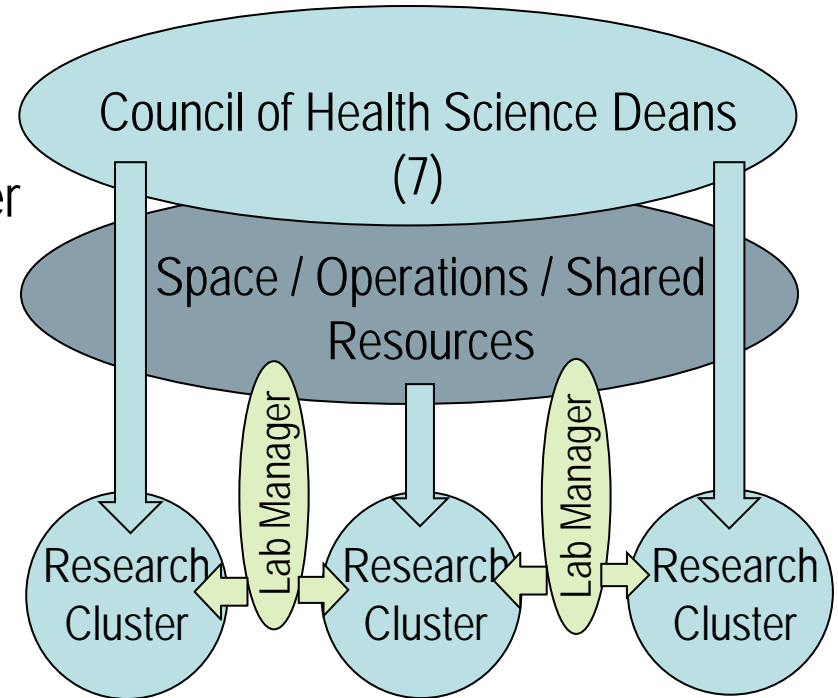 Council of Health Science Deans
(7)
er
Space / Operations / Shared
Resources
Lab Manager
Lab Manager
Research
Cluster
Research
Cluster
Research
Cluster